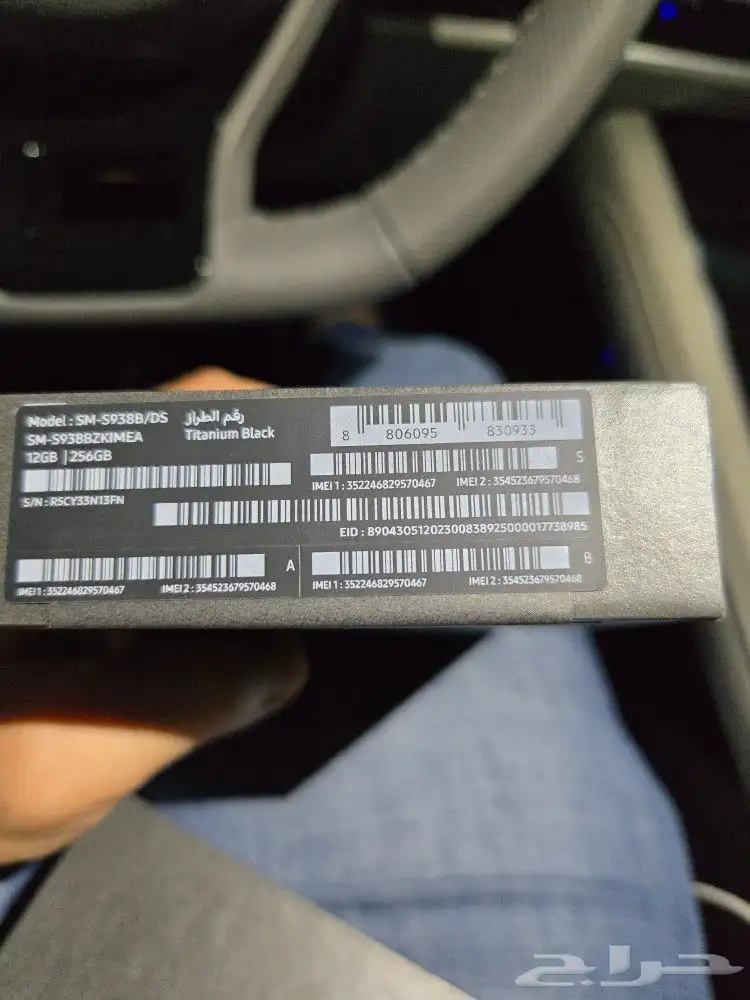 Model : SM-S938B/DS رقم الطراز
SM-S938BZKIMEA Titanium Black
12GB | 256GB
8 806095 830933
S/N : R5CY33N13FN
IMEI 1 : 352246829570467 IMEI 2 : 354523679570468 S
EID : 89043051202300838925000017738985
IMEI 1 : 352246829570467 IMEI 2 : 354523679570468 A
IMEI 1 : 352246829570467 IMEI 2 : 354523679570468 B
حراج